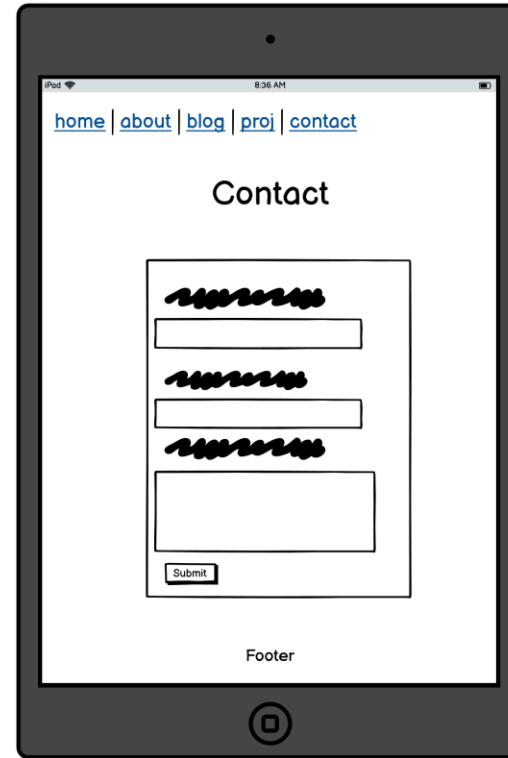 iPad 8:36 AM
home about blog proj contact
Contact
Submit
Footer